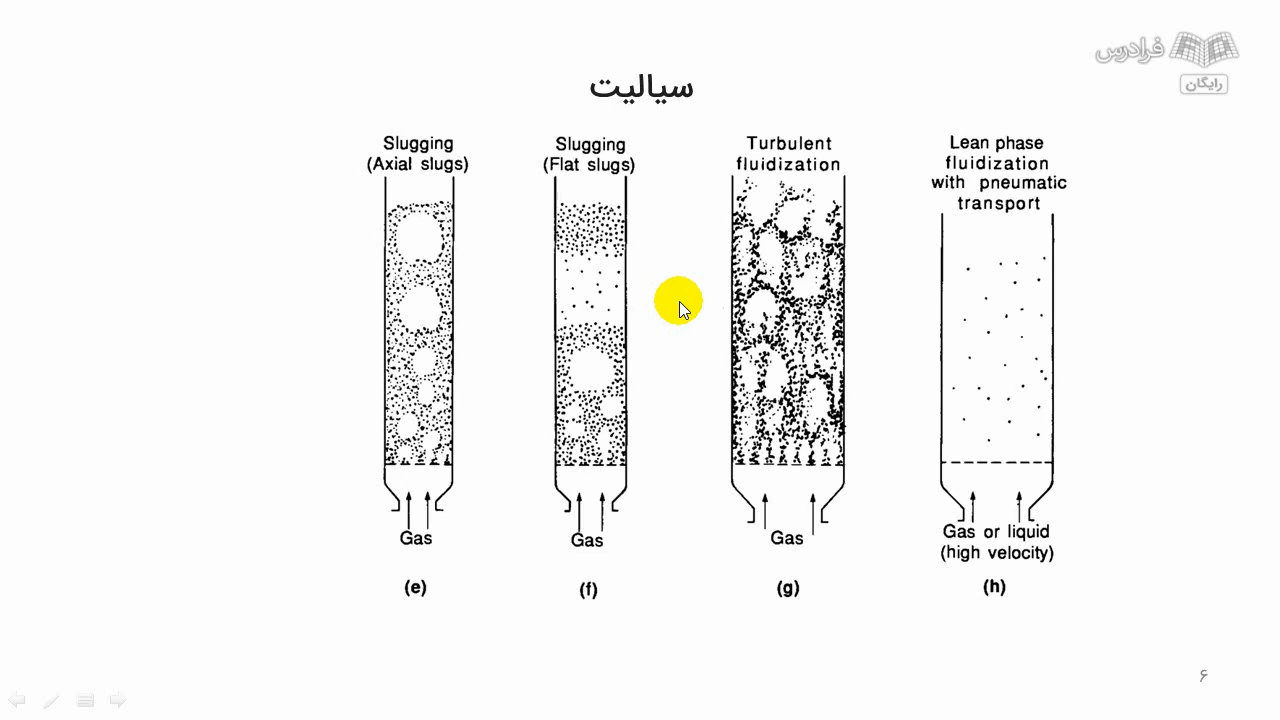 فرادرس
رایگان
سیالیت
Slugging
(Axial slugs)
Slugging
(Flat slugs)
Turbulent
fluidization
Lean phase
fluidization
with pneumatic
transport
Gas
Gas
Gas
Gas or liquid
(high velocity)
(e)
(f)
(g)
(h)
۶